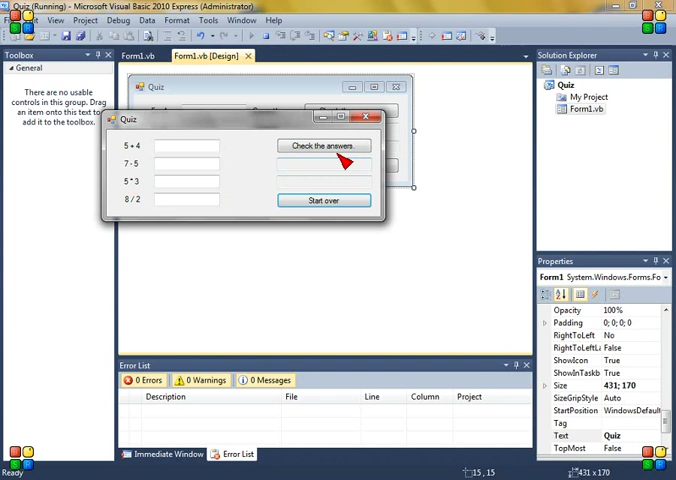 Quiz (Running) - Microsoft Visual Basic 2010 Express (Administrator)
View Project Debug Data Format Tools Window Help
Toolbox
General
There are no usable
controls in this group. Drag
an item onto this text to
add it to the toolbox.
Form1.vb Form1.vb [Design]
Quiz
Quiz
5 + 4 Check the answers.
7 - 5
5 * 3
8 / 2 Start over
Error List
0 Errors 0 Warnings 0 Messages
Description File Line Column Project
Immediate Window Error List
Solution Explorer
Quiz
My Project
Form1.vb
Properties
Form1 System.Windows.Forms.Fo
Opacity 100%
Padding 0; 0; 0; 0
RightToLeft No
RightToLeftLa False
ShowIcon True
ShowInTaskb True
Size 431; 170
SizeGripStyle Auto
StartPosition WindowsDefault
Tag
Text Quiz
TopMost False
Ready 15 , 15 431 x 170